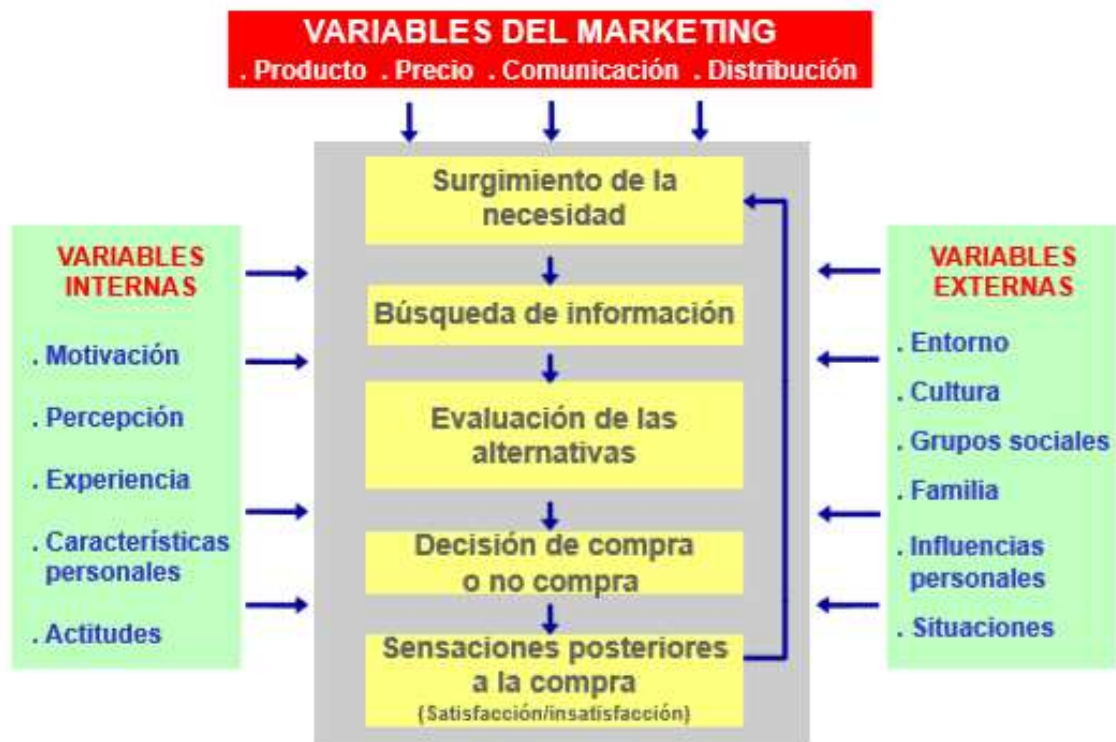 VARIABLES DEL MARKETING
. Producto . Precio . Comunicación . Distribución
Surgimiento de la
necesidad
Búsqueda de información
Evaluación de las
alternativas
Decisión de compra
o no compra
Sensaciones posteriores
a la compra
(Satisfacción/insatisfacción)
VARIABLES
INTERNAS
. Motivación
. Percepción
. Experiencia
. Características
personales
. Actitudes
VARIABLES
EXTERNAS
. Entorno
. Cultura
. Grupos sociales
. Familia
. Influencias
personales
. Situaciones